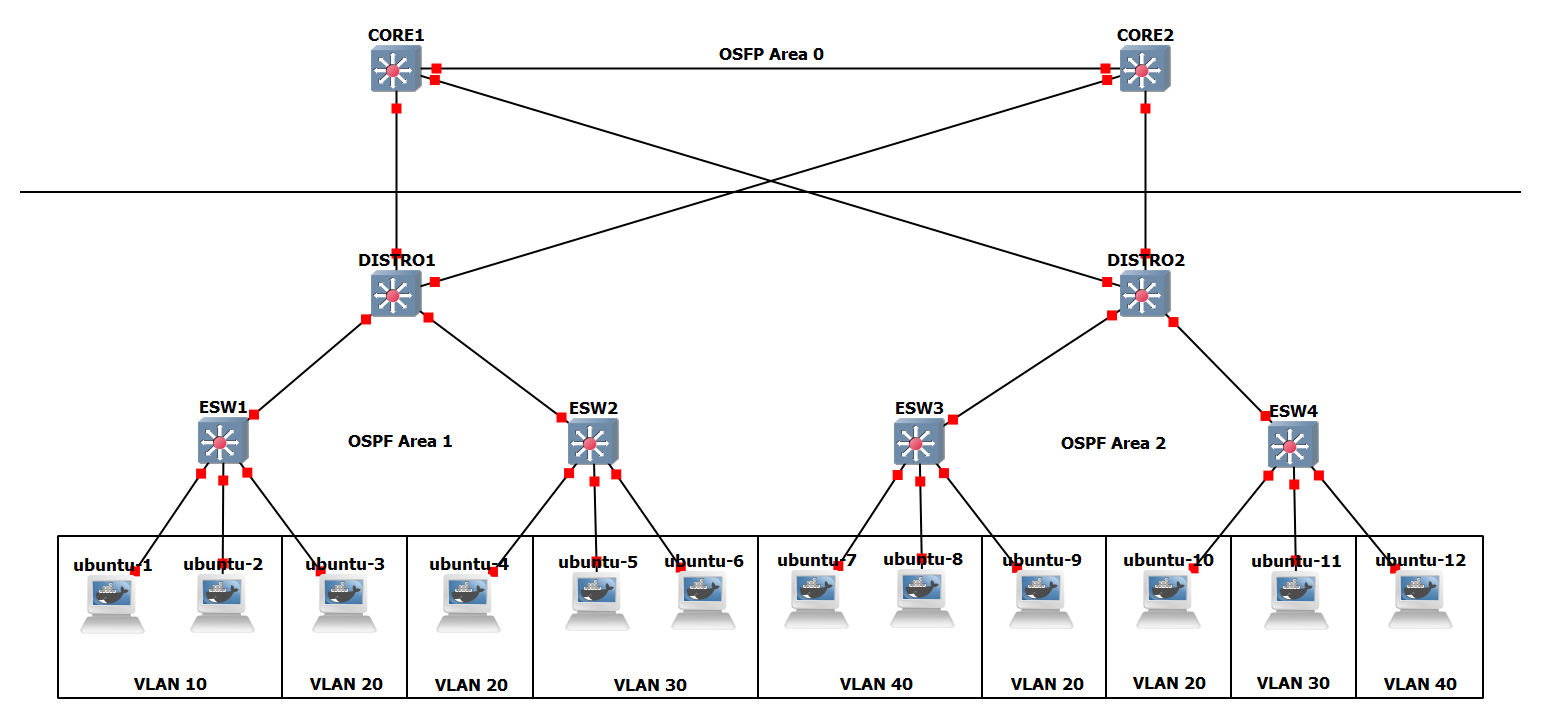 CORE1
OSFP Area 0
CORE2
DISTRO1
DISTRO2
ESW1
ESW2
ESW3
ESW4
OSPF Area 1
OSPF Area 2
ubuntu-1
ubuntu-2
ubuntu-3
ubuntu-4
ubuntu-5
ubuntu-6
ubuntu-7
ubuntu-8
ubuntu-9
ubuntu-10
ubuntu-11
ubuntu-12
VLAN 10
VLAN 20
VLAN 20
VLAN 30
VLAN 40
VLAN 20
VLAN 20
VLAN 30
VLAN 40